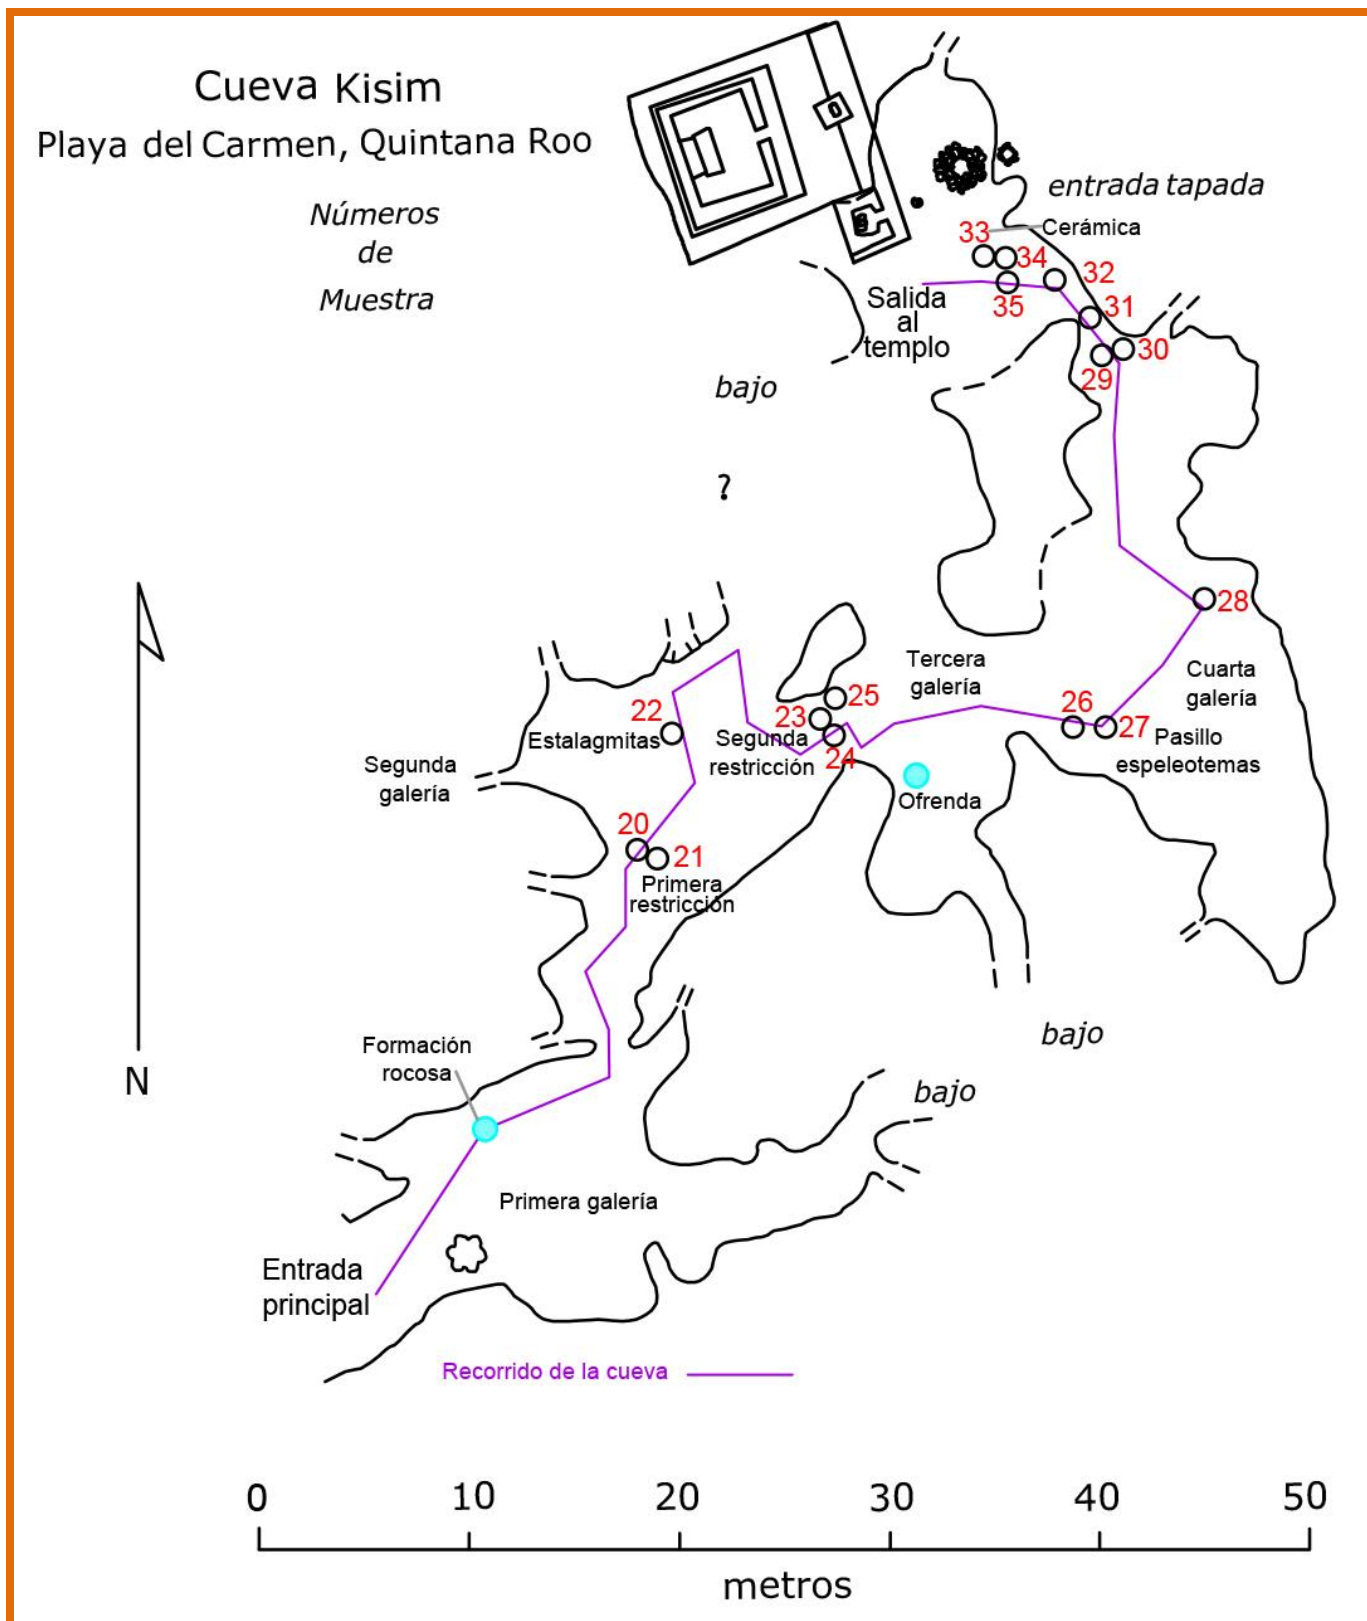 Cueva Kisim
Playa del Carmen, Quintana Roo
Números
de
Muestra
entrada tapada
33
Cerámica
34
32
35
31
Salida
al
templo
30
29
bajo
?
28
Tercera
galería
Cuarta
galería
25
26
22
23
27
Estalagmitas
Segunda
restricción
24
Pasillo
espeleotemas
Segunda
galería
Ofrenda
20
21
Primera
restricción
bajo
Formación
rocosa
N
bajo
Primera galería
Entrada
principal
Recorrido de la cueva
0 10 20 30 40 50
metros